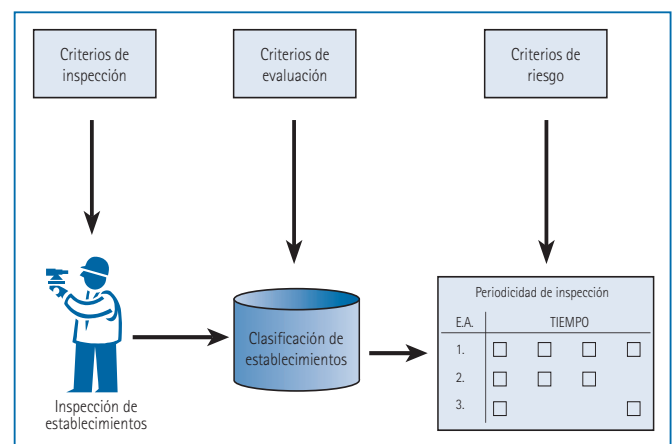 Criterios de
inspección
Criterios de
evaluación
Criterios de
riesgo
Inspección de
establecimientos
Clasificación de
establecimientos
Periodicidad de inspección
E.A. TIEMPO
1.
2.
3.